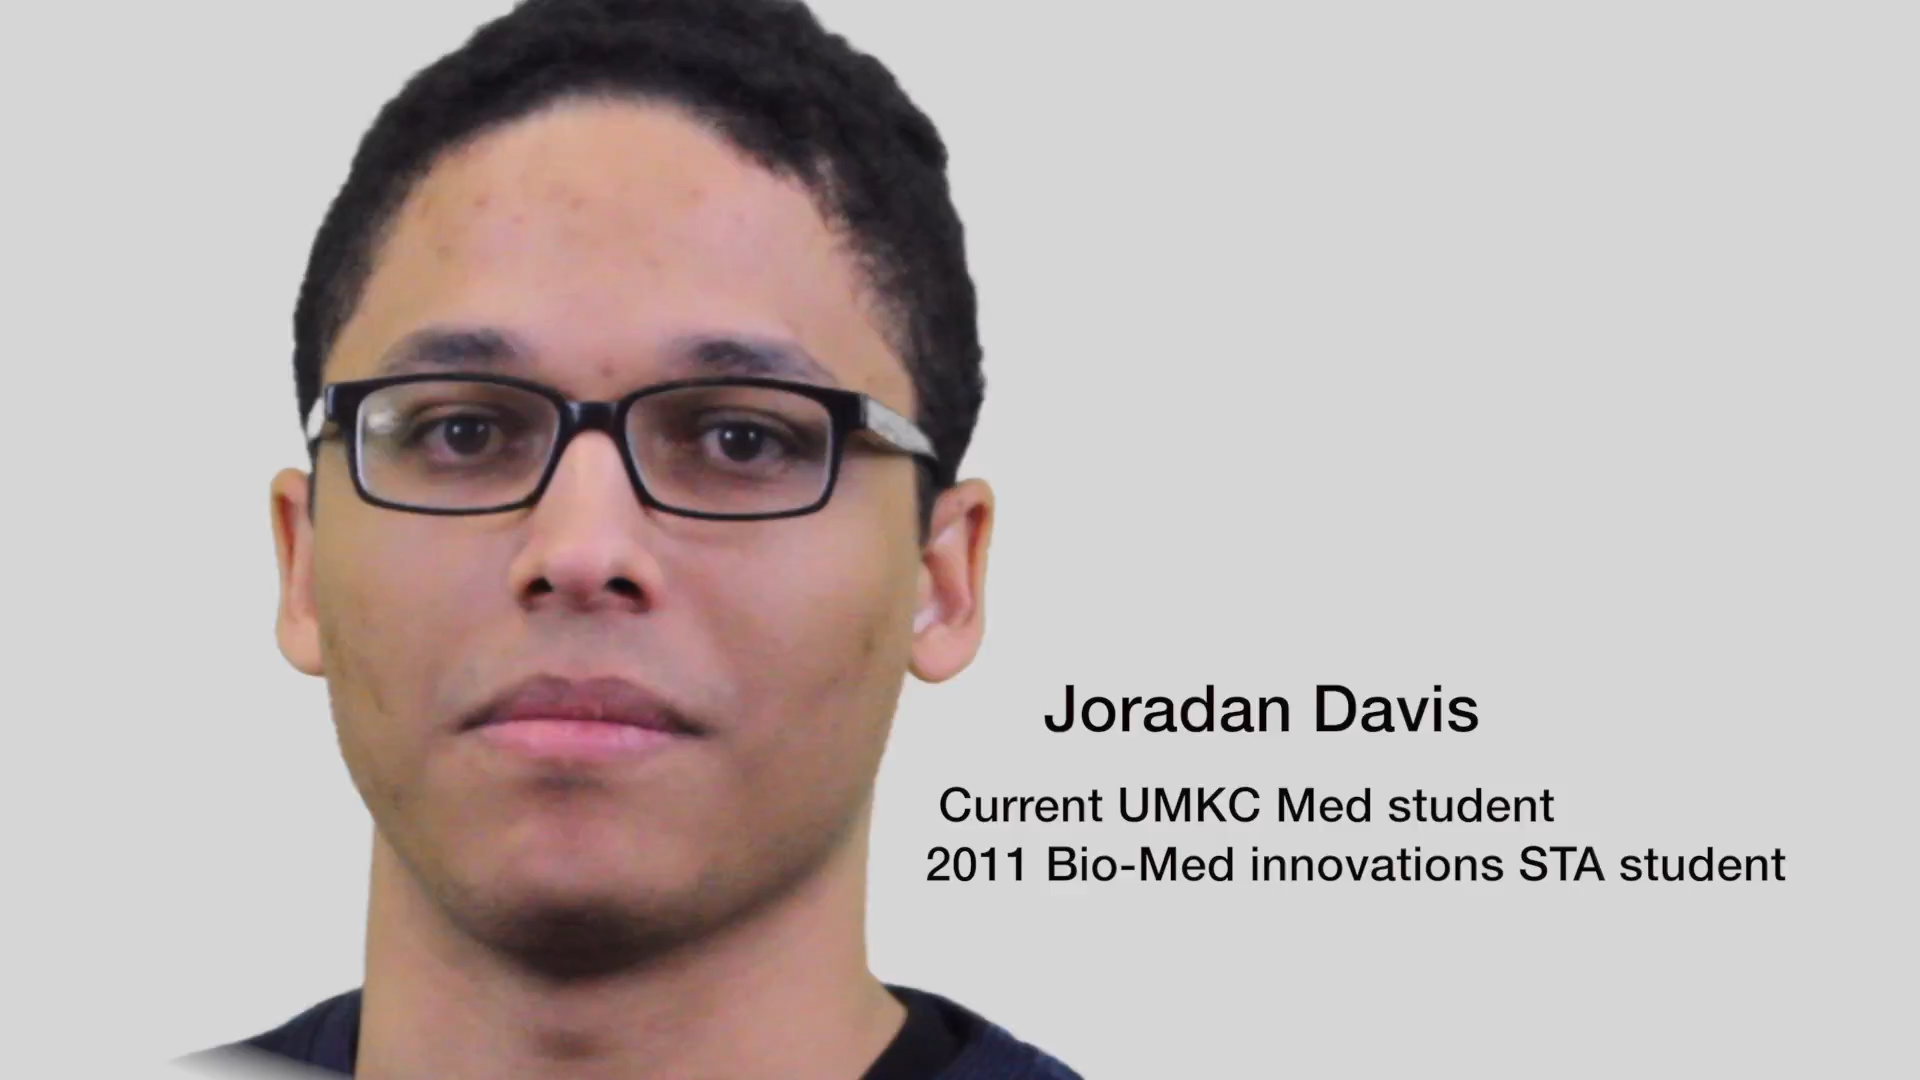 Joradan Davis
Current UMKC Med student
2011 Bio-Med innovations STA student